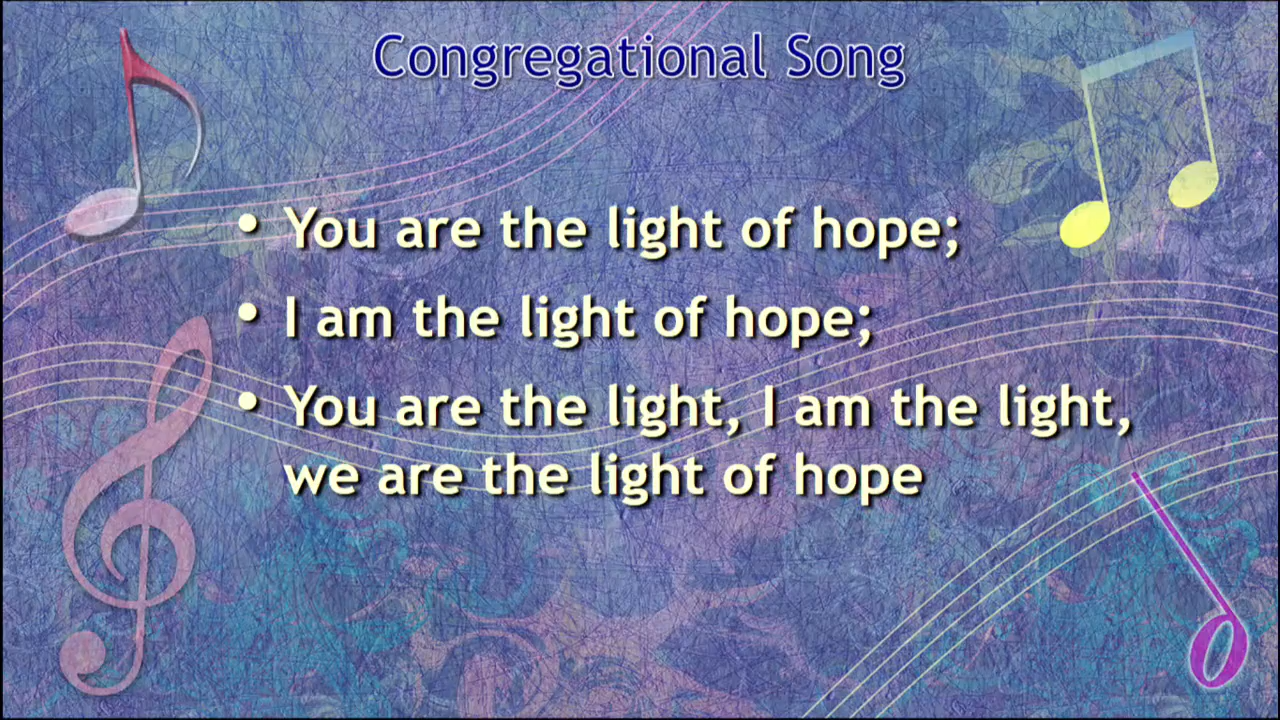 Congregational Song
• You are the light of hope;
• I am the light of hope;
• You are the light, I am the light,
we are the light of hope